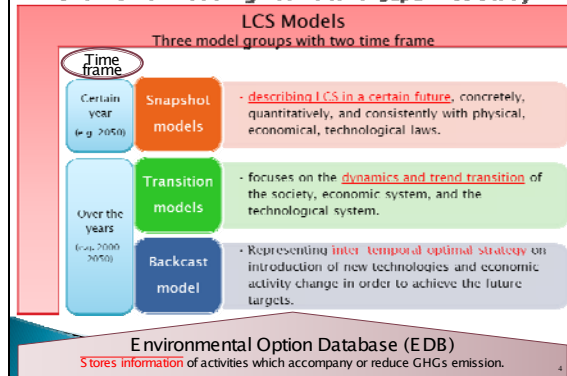 LCS Models
Three model groups with two time frame
Time
frame
Certain
year
(e.g. 2050)
Snapshot
models
- describing LCS in a certain future, concretely,
quantitatively, and consistently with physical,
economical, technological laws.
Over the
years
(e.g. 2000
2050)
Transition
models
- focuses on the dynamics and trend transition of
the society, economic system, and the
technological system.
Backcast
model
- Representing inter temporal optimal strategy on
introduction of new technologies and economic
activity change in order to achieve the future
targets.
Environmental Option Database (EDB)
Stores information of activities which accompany or reduce GHGs emission.
4